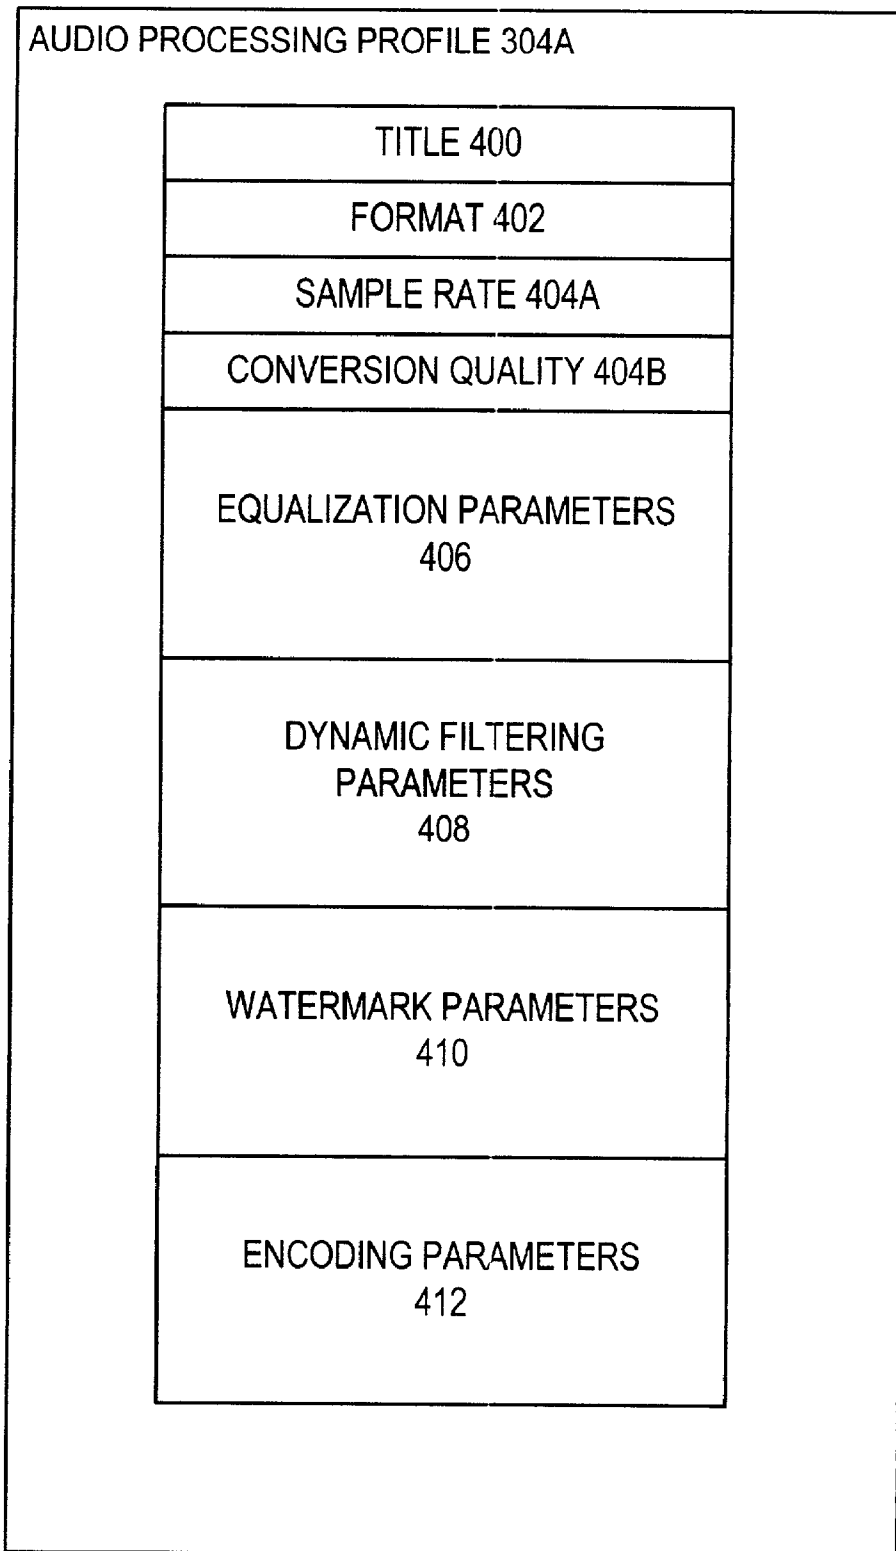 AUDIO PROCESSING PROFILE 304A
TITLE 400
FORMAT 402
SAMPLE RATE 404A
CONVERSION QUALITY 404B
EQUALIZATION PARAMETERS
406
DYNAMIC FILTERING
PARAMETERS
408
WATERMARK PARAMETERS
410
ENCODING PARAMETERS
412